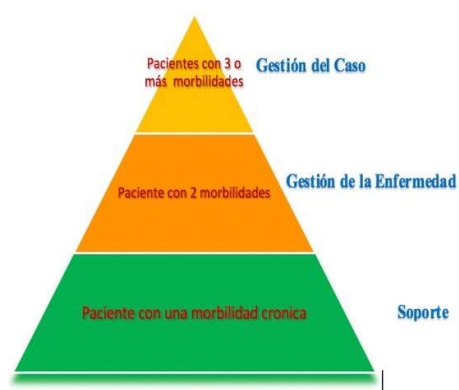 Pacientes con 3 o
más morbilidades
Gestión del Caso
Paciente con 2 morbilidades
Gestión de la Enfermedad
Paciente con una morbilidad cronica
Soporte